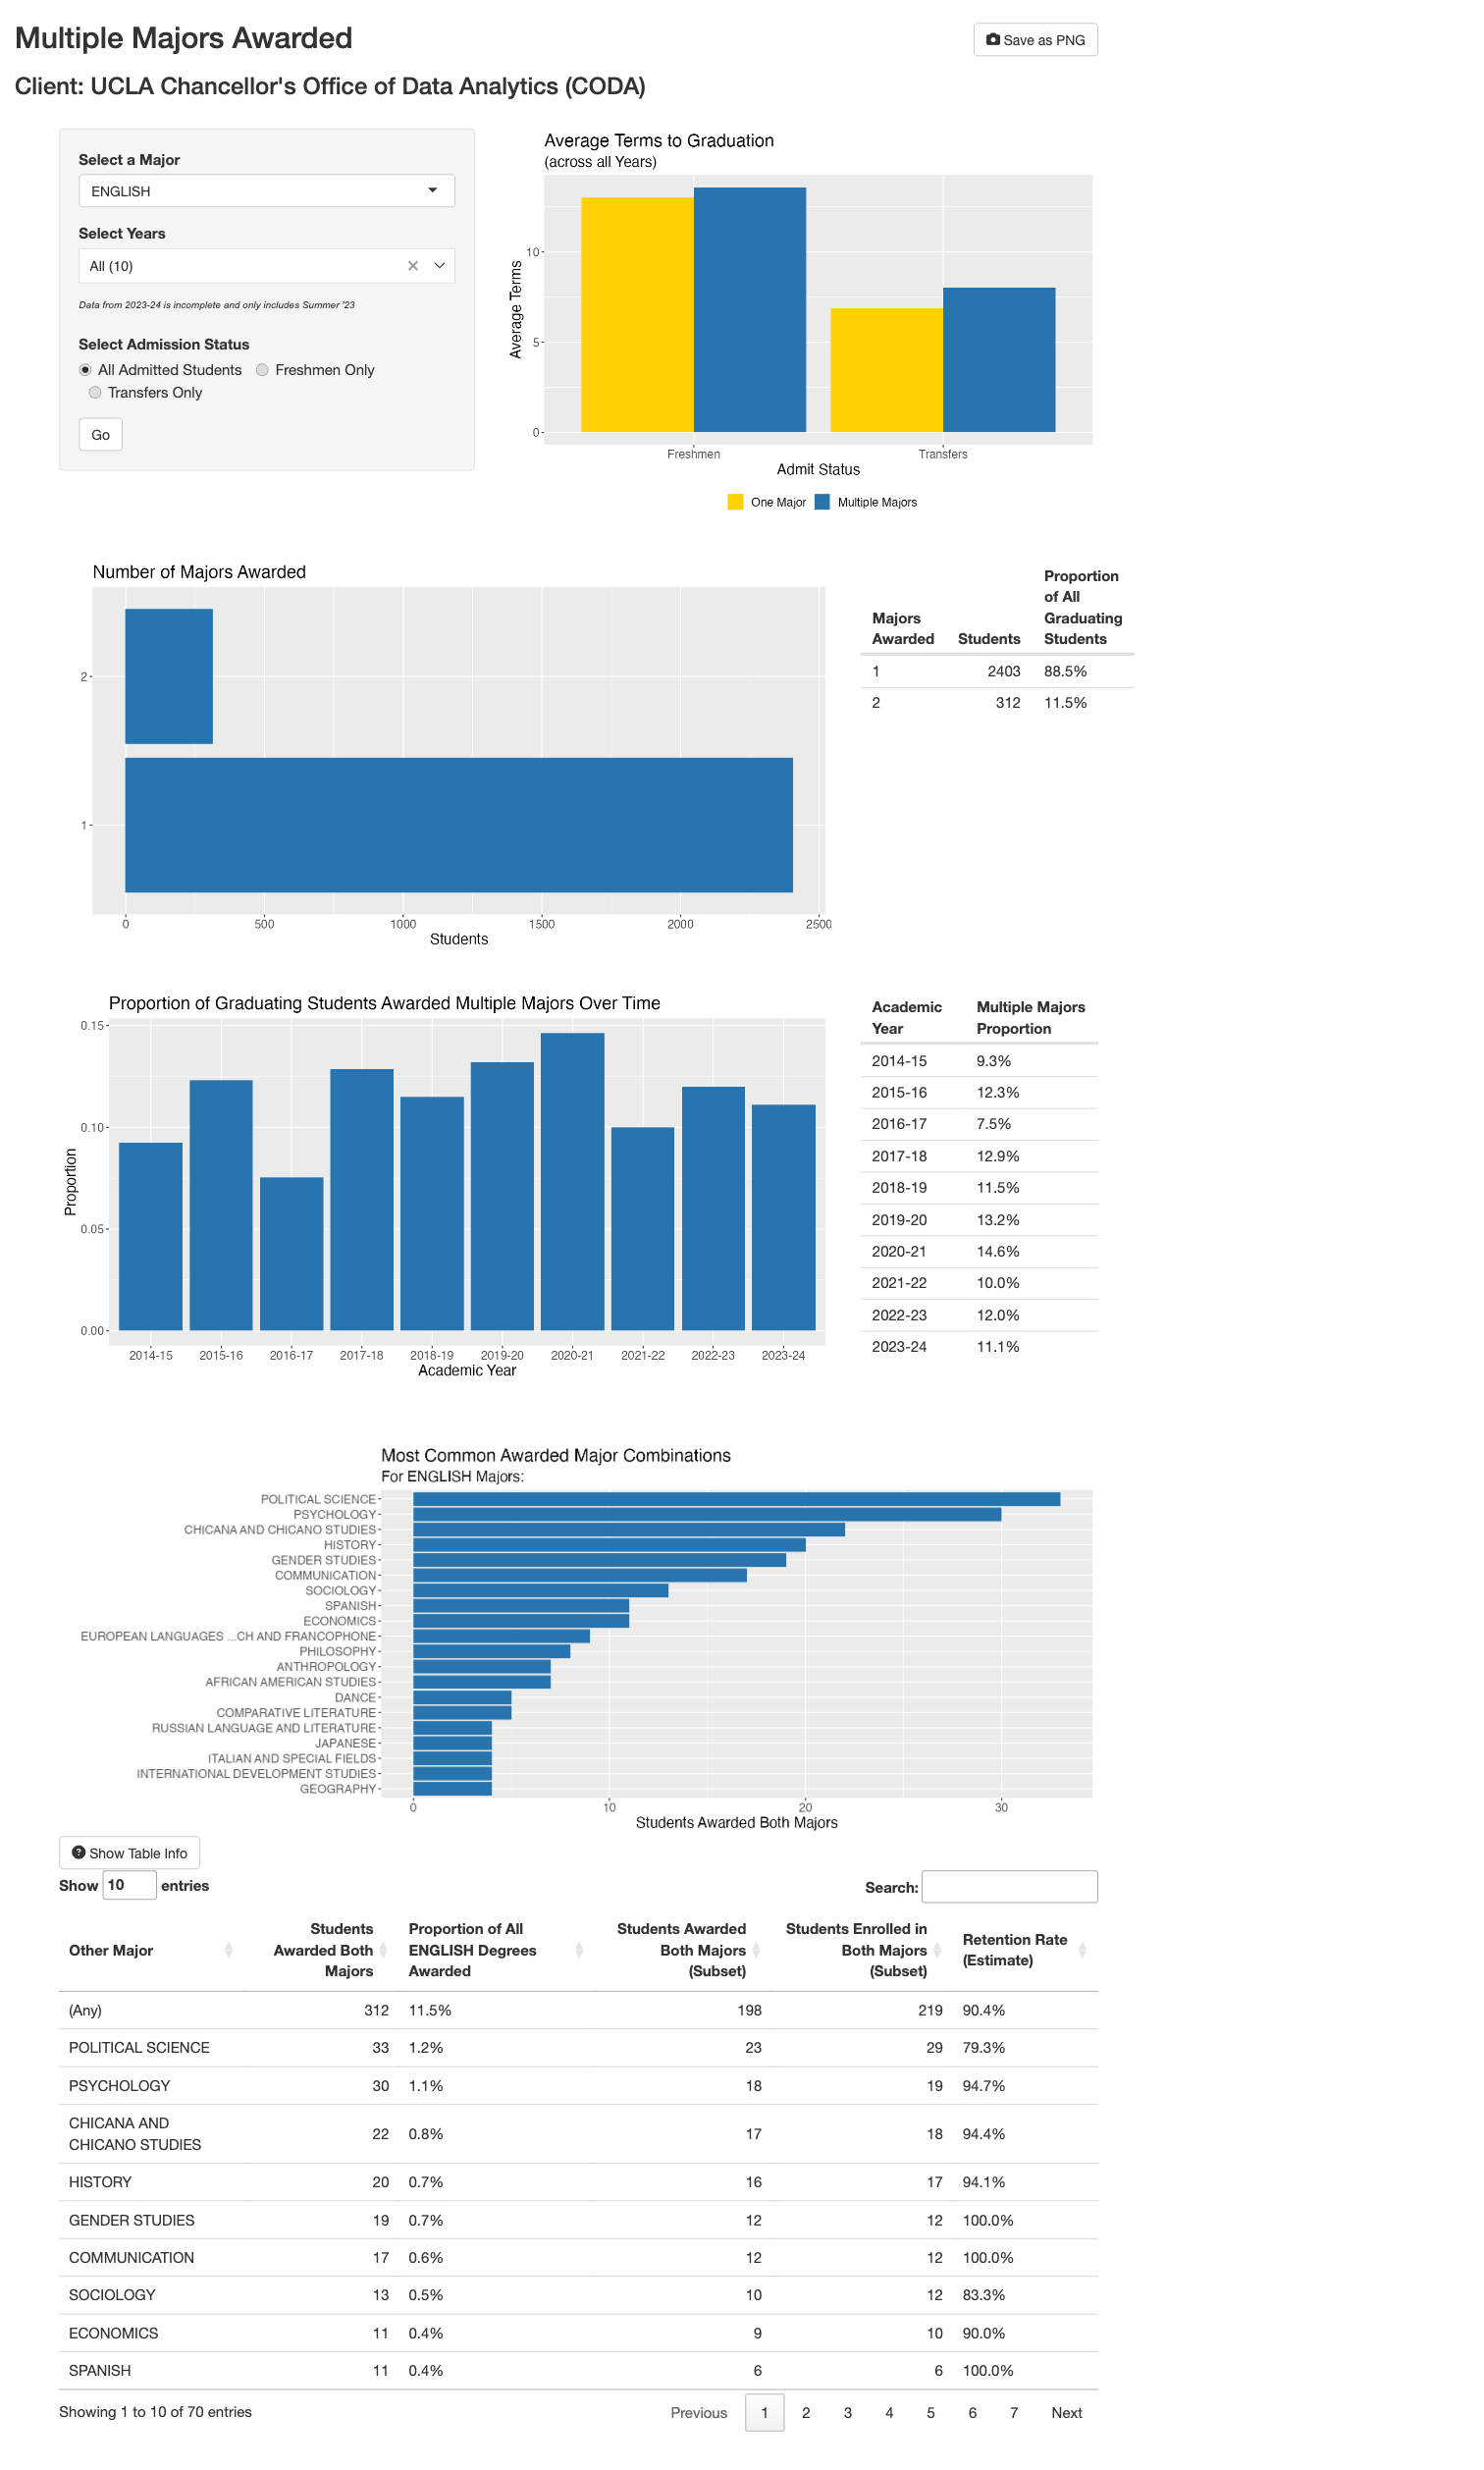 Multiple Majors Awarded
Save as PNG
Client: UCLA Chancellor's Office of Data Analytics (CODA)
Select a Major
ENGLISH
Select Years
All (10)
Data from 2023-24 is incomplete and only includes Summer '23
Select Admission Status
All Admitted Students Freshmen Only
Transfers Only
Go
Average Terms to Graduation
(across all Years)
Average Terms
10
5
0
Freshmen Transfers
Admit Status
One Major Multiple Majors
Number of Majors Awarded
2
1
0 500 1000 1500 2000 2500
Students
Majors Awarded Students Proportion of All Graduating Students
1 2403 88.5%
2 312 11.5%
Proportion of Graduating Students Awarded Multiple Majors Over Time
Proportion
0.15
0.10
0.05
0.00
2014-15 2015-16 2016-17 2017-18 2018-19 2019-20 2020-21 2021-22 2022-23 2023-24
Academic Year
Academic Year Multiple Majors Proportion
2014-15 9.3%
2015-16 12.3%
2016-17 7.5%
2017-18 12.9%
2018-19 11.5%
2019-20 13.2%
2020-21 14.6%
2021-22 10.0%
2022-23 12.0%
2023-24 11.1%
Most Common Awarded Major Combinations
For ENGLISH Majors:
POLITICAL SCIENCE
PSYCHOLOGY
CHICANA AND CHICANO STUDIES
HISTORY
GENDER STUDIES
COMMUNICATION
SOCIOLOGY
SPANISH
ECONOMICS
EUROPEAN LANGUAGES ...CH AND FRANCOPHONE
PHILOSOPHY
ANTHROPOLOGY
AFRICAN AMERICAN STUDIES
DANCE
COMPARATIVE LITERATURE
RUSSIAN LANGUAGE AND LITERATURE
JAPANESE
ITALIAN AND SPECIAL FIELDS
INTERNATIONAL DEVELOPMENT STUDIES
GEOGRAPHY
0 10 20 30
Students Awarded Both Majors
Show Table Info
Show 10 entries
Search:
Other Major Students Awarded Both Majors Proportion of All ENGLISH Degrees Awarded Students Awarded Both Majors (Subset) Students Enrolled in Both Majors (Subset) Retention Rate (Estimate)
(Any) 312 11.5% 198 219 90.4%
POLITICAL SCIENCE 33 1.2% 23 29 79.3%
PSYCHOLOGY 30 1.1% 18 19 94.7%
CHICANA AND CHICANO STUDIES 22 0.8% 17 18 94.4%
HISTORY 20 0.7% 16 17 94.1%
GENDER STUDIES 19 0.7% 12 12 100.0%
COMMUNICATION 17 0.6% 12 12 100.0%
SOCIOLOGY 13 0.5% 10 12 83.3%
ECONOMICS 11 0.4% 9 10 90.0%
SPANISH 11 0.4% 6 6 100.0%
Showing 1 to 10 of 70 entries
Previous 1 2 3 4 5 6 7 Next